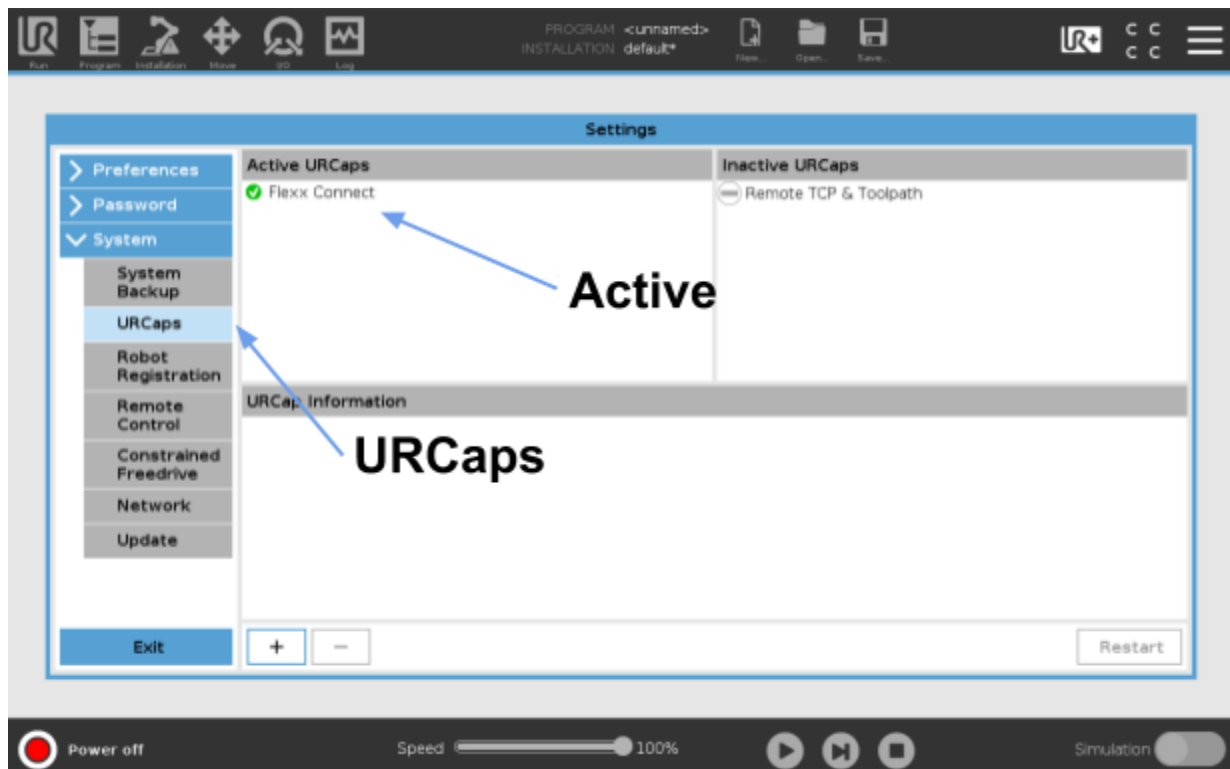 UR
PROGRAM <unnamed>
INSTALLATION default*
UR+
C C
C C
Run Program Installation Move I/O Log New... Open... Save...
Settings
Preferences
Password
System
System
Backup
URCaps
Robot
Registration
Remote
Control
Constrained
Freedrive
Network
Update
Exit
Active URCaps
Flexx Connect
Inactive URCaps
Remote TCP & Toolpath
Active
URCap Information
URCaps
+ −
Restart
Power off
Speed 100%
Simulation